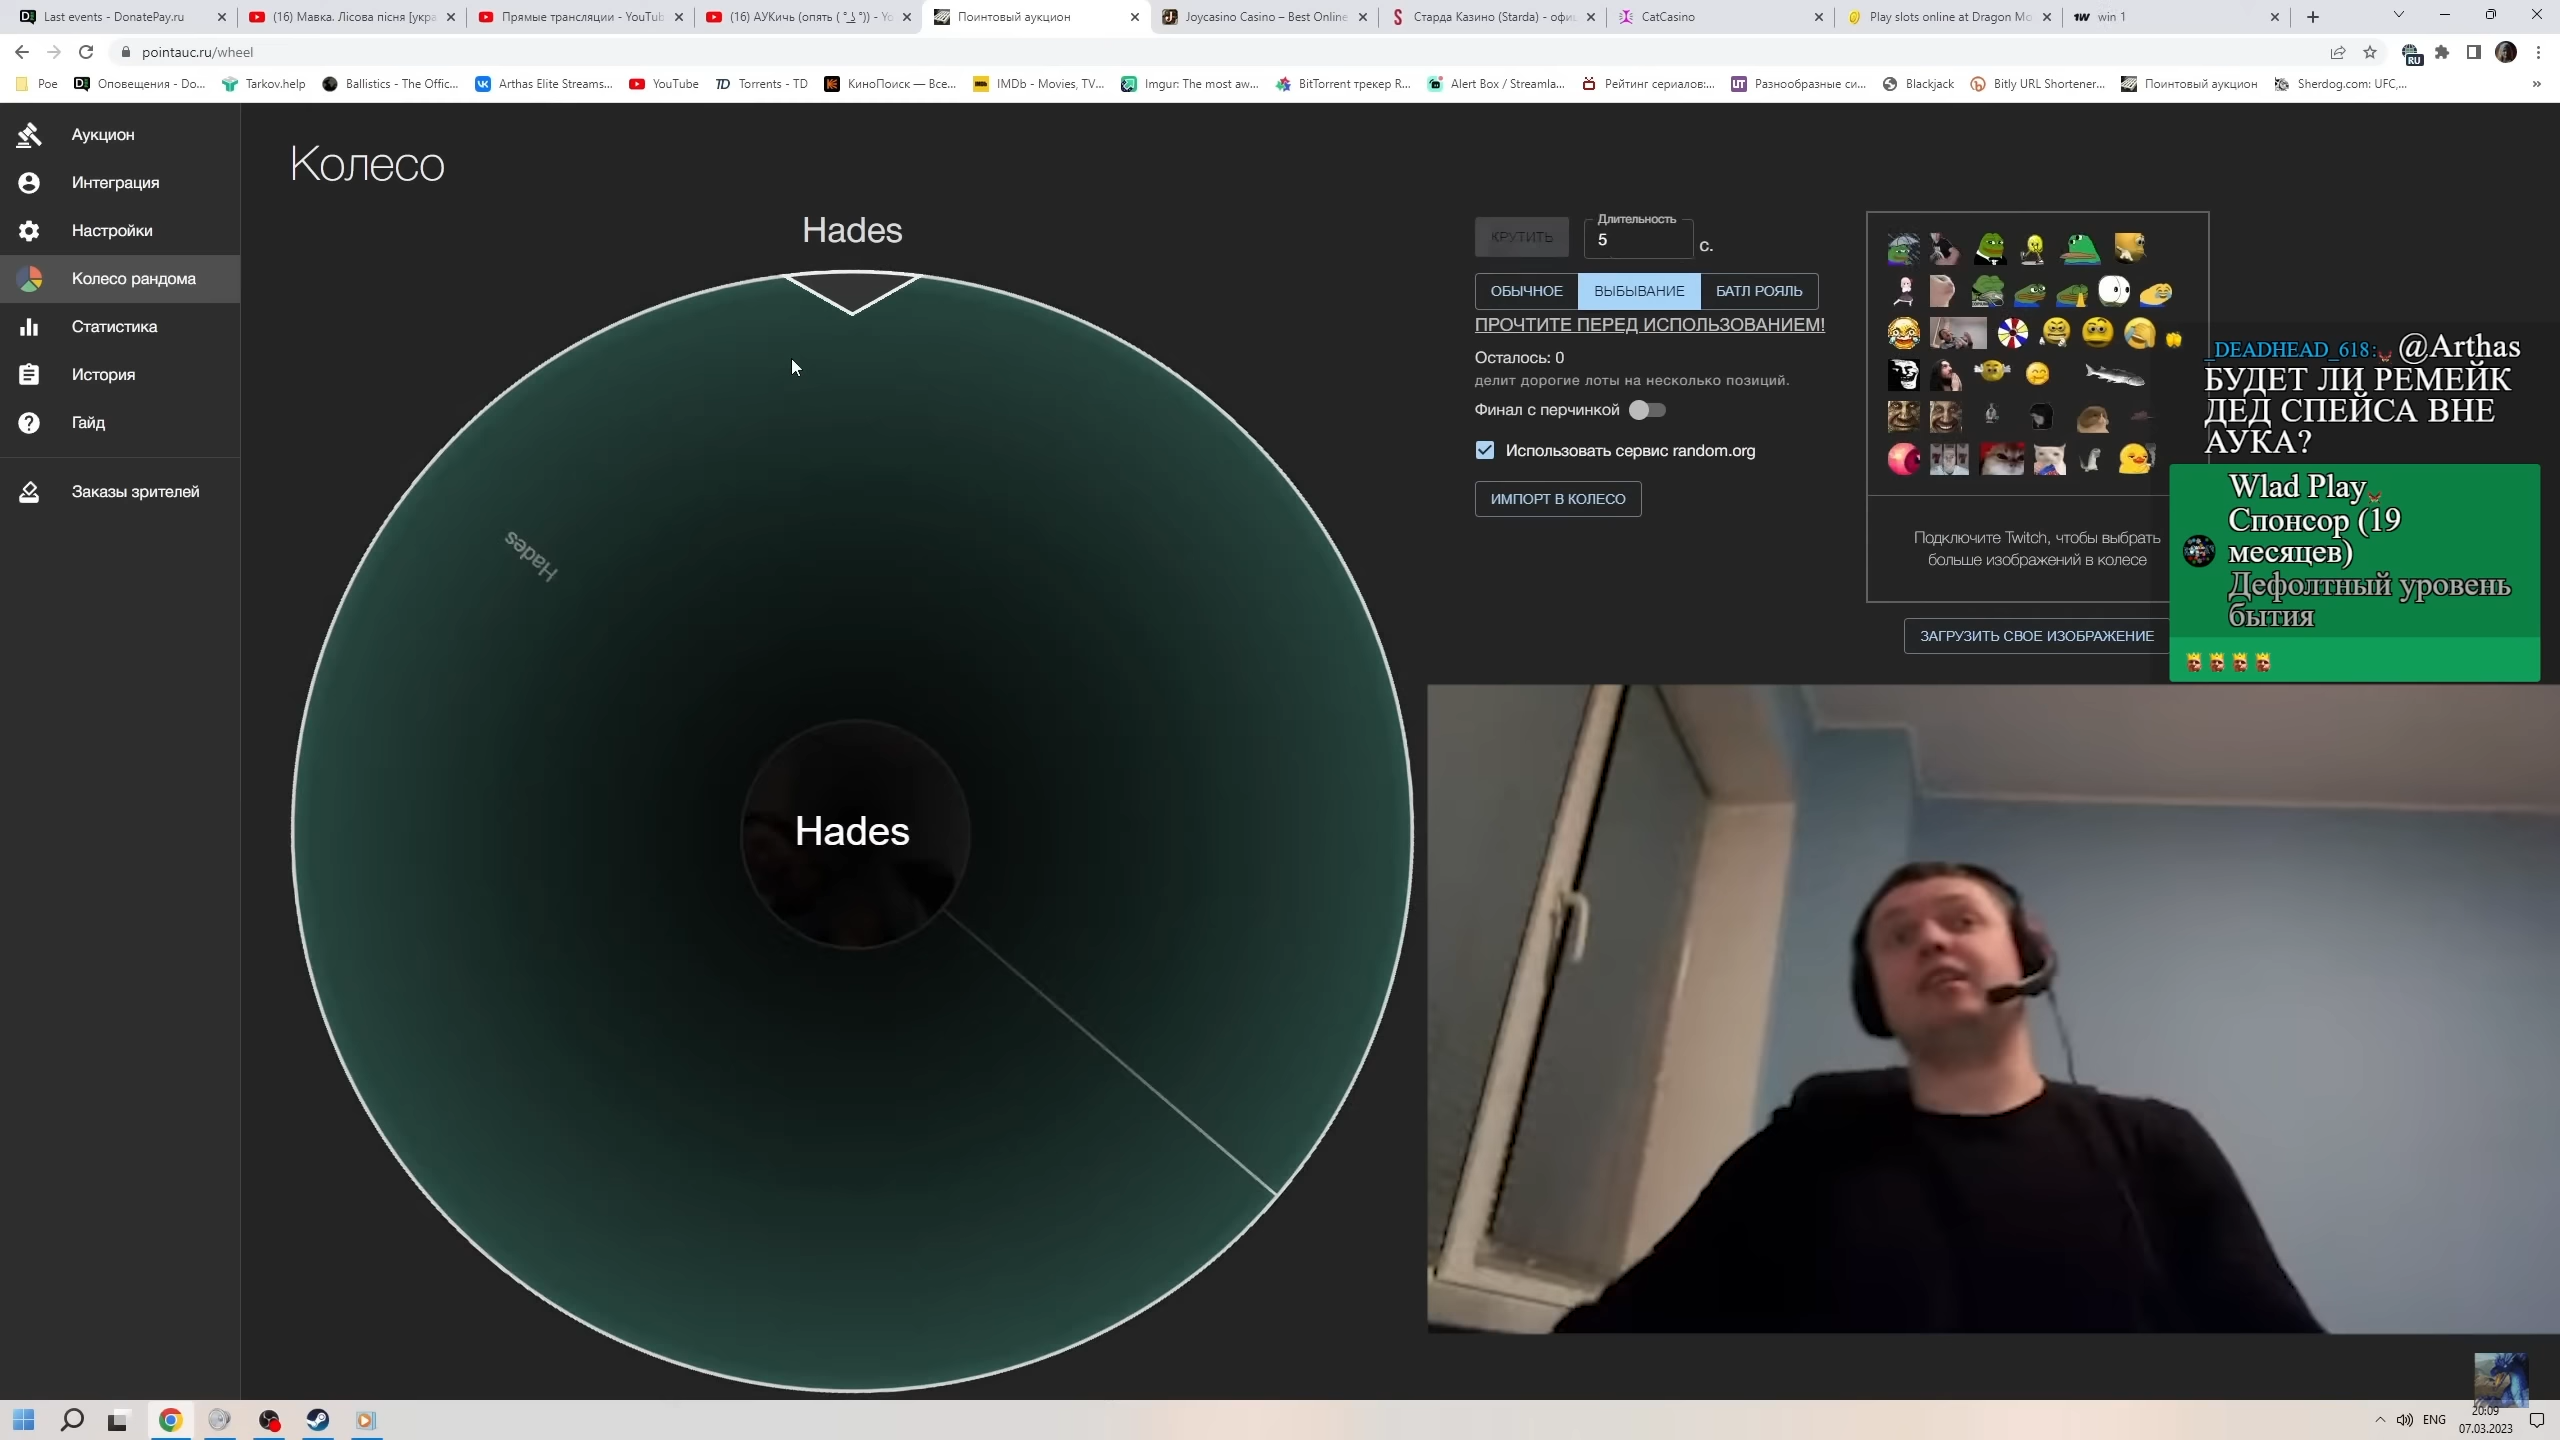 Last events - DonatePay.ru
(16) Мавка. Лісова пісня [укра
Прямые трансляции - YouTub
(16) АУКичь (опять ( ͡° ͜ʖ ͡°)) - Yo
Поинтовый аукцион
Joycasino Casino – Best Online
Старда Казино (Starda) - офи
CatCasino
Play slots online at Dragon Mo
1w win 1
pointauc.ru/wheel
RU
Poe
Оповещения - Do...
Tarkov.help
Ballistics - The Offic...
Arthas Elite Streams...
YouTube
TD Torrents - TD
КиноПоиск — Все...
IMDb - Movies, TV...
Imgur: The most aw...
BitTorrent трекер R...
Alert Box / Streamla...
Рейтинг сериалов:...
Разнообразные си...
Blackjack
Bitly URL Shortener...
Поинтовый аукцион
Sherdog.com: UFC,...
»
Аукцион
Интеграция
Настройки
Колесо рандома
Статистика
История
Гайд
Заказы зрителей
Колесо
Hades
Hades
Hades
КРУТИТЬ
Длительность
5
с.
ОБЫЧНОЕ
ВЫБЫВАНИЕ
БАТЛ РОЯЛЬ
ПРОЧТИТЕ ПЕРЕД ИСПОЛЬЗОВАНИЕМ!
Осталось: 0
делит дорогие лоты на несколько позиций.
Финал с перчинкой
Использовать сервис random.org
ИМПОРТ В КОЛЕСО
Подключите Twitch, чтобы выбрать
больше изображений в колесе
ЗАГРУЗИТЬ СВОЕ ИЗОБРАЖЕНИЕ
_DEADHEAD_618: @Arthas
БУДЕТ ЛИ РЕМЕЙК
ДЕД СПЕЙСА ВНЕ
АУКА?
Wlad Play
Спонсор (19
месяцев)
Дефолтный уровень
бытия
ENG
20:09
07.03.2023